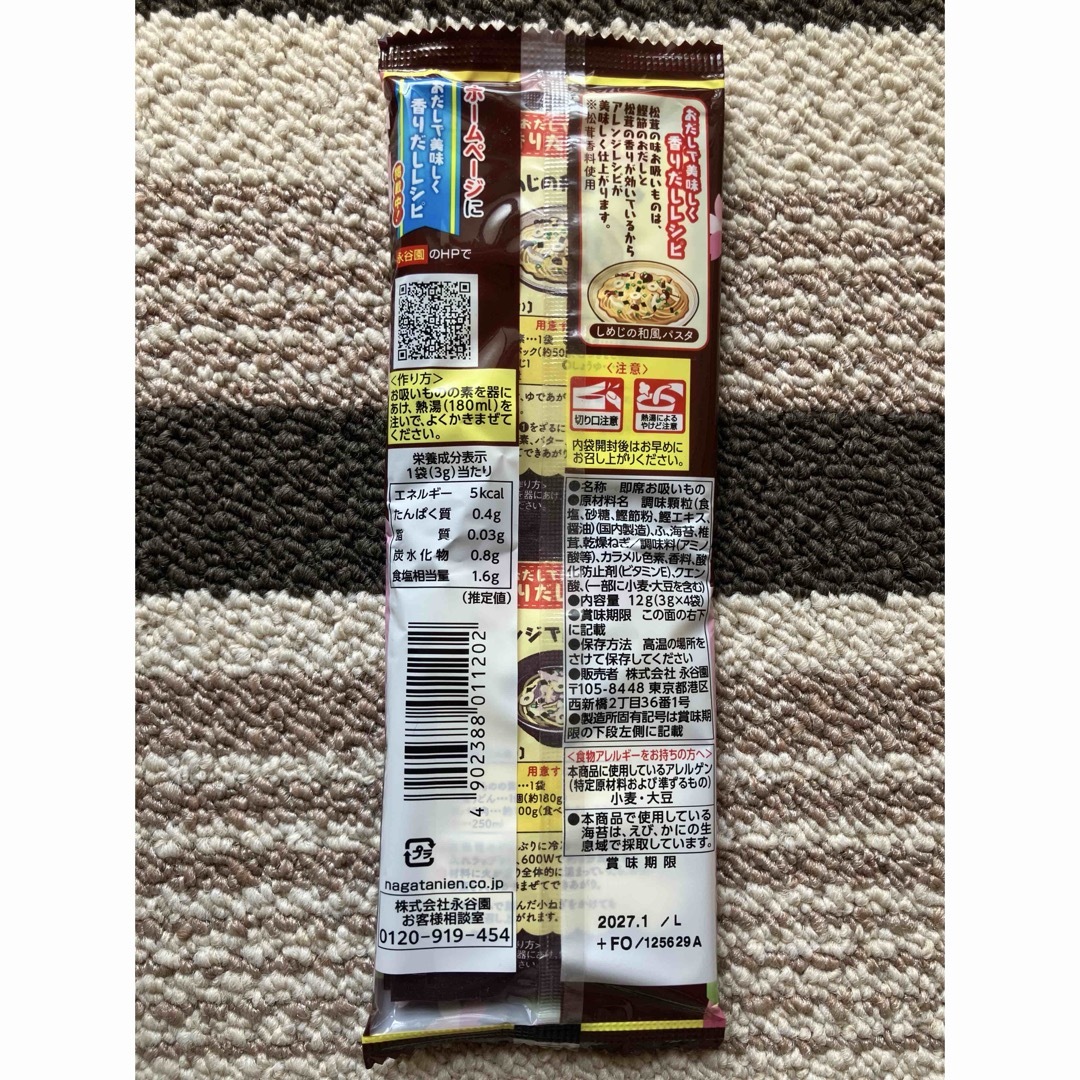 ホームページに
おだしで美味しく
香りだしレシピ
永谷園のHPで
<作り方>
お吸いものの素を器に
あけ、熱湯(180ml)を
注いで、よくかきまぜて
ください。
栄養成分表示
1袋(3g)当たり
エネルギー 5kcal
たんぱく質 0.4g
脂質 0.03g
炭水化物 0.8g
食塩相当量 1.6g
(推定値)
4 902388 011202
プラ
nagatanien.co.jp
株式会社永谷園
お客様相談室
0120-919-454
おだしで美味しく
香りだしレシピ
松茸の味お吸いものは、
鰹節のおだしと
松茸の香りが効いているから
アレンジレシピが
美味しく仕上がります。
※松茸香料使用
しめじの和風パスタ
<注意>
切り口注意
熱湯による
やけど注意
内袋開封後はお早めに
お召し上がりください。
●名称 即席お吸いもの
●原材料名 調味顆粒(食
塩、砂糖、鰹節粉、鰹エキス、
醤油)(国内製造)、ふ、海苔、椎
茸、乾燥ねぎ/調味料(アミノ
酸等)、カラメル色素、香料、酸
化防止剤(ビタミンE)、クエン
酸、(一部に小麦・大豆を含む)
●内容量 12g(3g×4袋)
●賞味期限 この面の右下
に記載
●保存方法 高温の場所を
さけて保存してください
●販売者 株式会社 永谷園
〒105-8448 東京都港区
西新橋2丁目36番1号
●製造所固有記号は賞味期
限の下段左側に記載
<食物アレルギーをお持ちの方へ>
本商品に使用しているアレルゲン
(特定原材料および準ずるもの)
小麦・大豆
●本商品で使用している
海苔は、えび、かにの生
息域で採取しています。
賞味期限
2027.1 /L
+FO/125629A